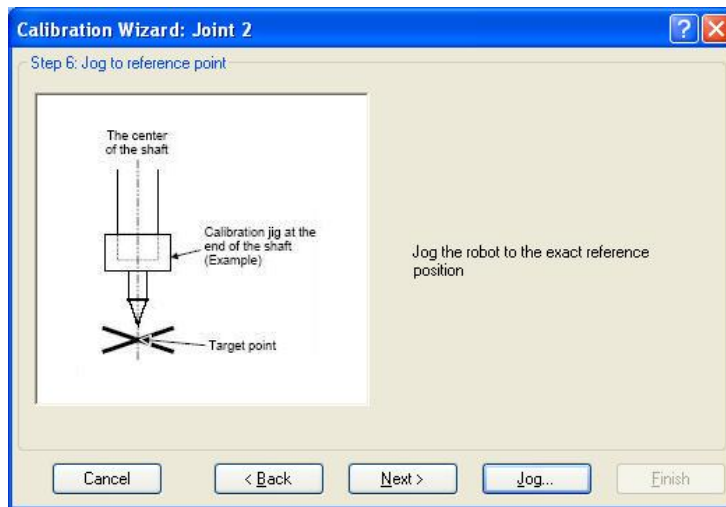 Calibration Wizard: Joint 2
Step 6: Jog to reference point
The center
of the shaft
Calibration jig at the
end of the shaft
(Example)
Target point
Jog the robot to the exact reference
position
Cancel
< Back
Next >
Jog...
Finish